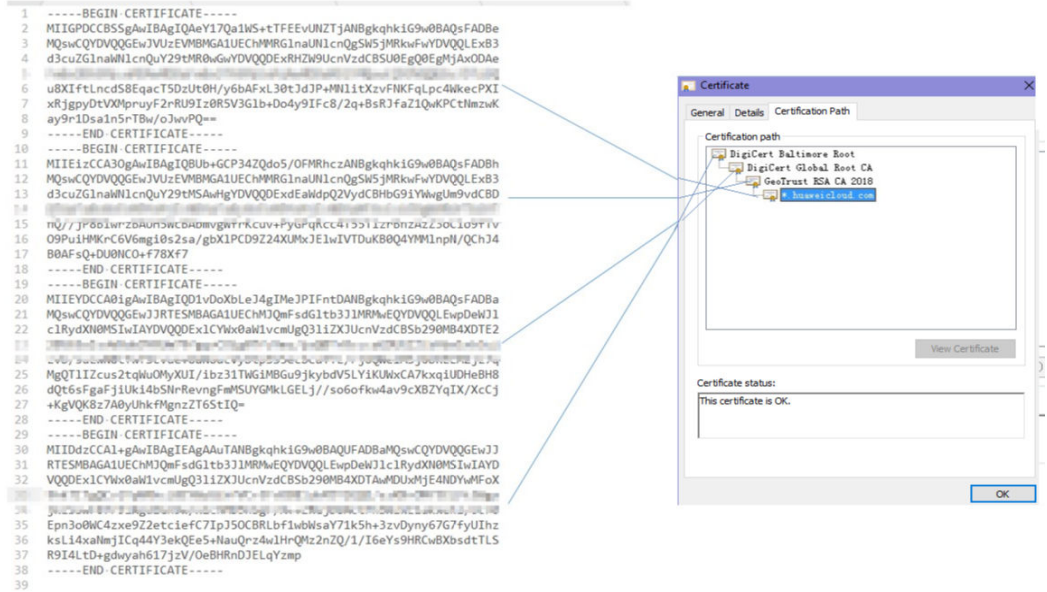 1 -----BEGIN CERTIFICATE-----
2 MIIGPDCCBSSgAwIBAgIQAeY17Qa1WS+tTFEEvUNZTjANBgkqhkiG9w0BAQsFADBe
3 MQswCQYDVQQGEwJVUzEVMBMGA1UEChMMRGlnaUNlcnQgSW5jMRkwFwYDVQQLExB3
4 d3cuZGlnaWNlcnQuY29tMR0wGwYDVQQDExRHZW9UcnVzdCBSU0EgQ0EgMjAxODAe
6 u8XIftLncdS8EqacT5DzUt0H/y6bAFxL30tJdJP+MNlitXzvFNKFqLpc4WkecPXI
7 xRjgpyDtVXMpruyF2rRU9Iz0R5V3Glb+Do4y9IFc8/2q+BsRJfaZ1QwKPCtNmzwK
8 ay9r1Dsa1n5rTBw/oJwvPQ==
9 -----END CERTIFICATE-----
10 -----BEGIN CERTIFICATE-----
11 MIIEizCCA3OgAwIBAgIQBUb+GCP34ZQdo5/OFMRhczANBgkqhkiG9w0BAQsFADBh
12 MQswCQYDVQQGEwJVUzEVMBMGA1UEChMMRGlnaUNlcnQgSW5jMRkwFwYDVQQLExB3
13 d3cuZGlnaWNlcnQuY29tMSAwHgYDVQQDExdEaWdpQ2VydCBHbG9iYWwgUm9vdCBD
15
16 O9PuiHMKrC6V6mgi0s2sa/gbXlPCD9Z24XUMxJElwIVTDuKB0Q4YMMlnpN/QChJ4
17 B0AFsQ+DU0NCO+f78Xf7
18 -----END CERTIFICATE-----
19 -----BEGIN CERTIFICATE-----
20 MIIEYDCCA0igAwIBAgIQD1vDoXbLeJ4gIMeJPIFntDANBgkqhkiG9w0BAQsFADBa
21 MQswCQYDVQQGEwJJRTESMBAGA1UEChMJQmFsdGltb3JlMRMwEQYDVQQLEwpDeWJl
22 clRydXN0MSIwIAYDVQQDExlCYWx0aW1vcmUgQ3liZXJUcnVzdCBSb290MB4XDTE2
25 MgQTlIZcus2tqWuOMyXUI/ibz31TWGiMBGu9jkybdV5LYiKUWxCA7kxqiUDHeBH8
26 dQt6sFgaFjiUki4bSNrRevngFmMSUYGMkLGELj//so6ofkw4av9cXBZYqIX/XcCj
27 +KgVQK8z7A0yUhkfMgnzZT6StIQ=
28 -----END CERTIFICATE-----
29 -----BEGIN CERTIFICATE-----
30 MIIDdzCCAl+gAwIBAgIEAgAAuTANBgkqhkiG9w0BAQUFADBaMQswCQYDVQQGEwJJ
31 RTESMBAGA1UEChMJQmFsdGltb3JlMRMwEQYDVQQLEwpDeWJlclRydXN0MSIwIAYD
32 VQQDExlCYWx0aW1vcmUgQ3liZXJUcnVzdCBSb290MB4XDTAwMDUxMjE4NDYwMFoX
35 Epn3o0WC4zxe9Z2etciefC7IpJ5OCBRLbf1wbWsaY71k5h+3zvDyny67G7fyUIhz
36 ksLi4xaNmjICq44Y3ekQEe5+NauQrz4wlHrQMz2nZQ/1/I6eYs9HRCwBXbsdtTLS
37 R9I4LtD+gdwyah617jzV/OeBHRnDJELqYzmp
38 -----END CERTIFICATE-----
39
Certificate
General Details Certification Path
Certification path
DigiCert Baltimore Root
DigiCert Global Root CA
GeoTrust RSA CA 2018
*.huaweicloud.com
View Certificate
Certificate status:
This certificate is OK.
OK